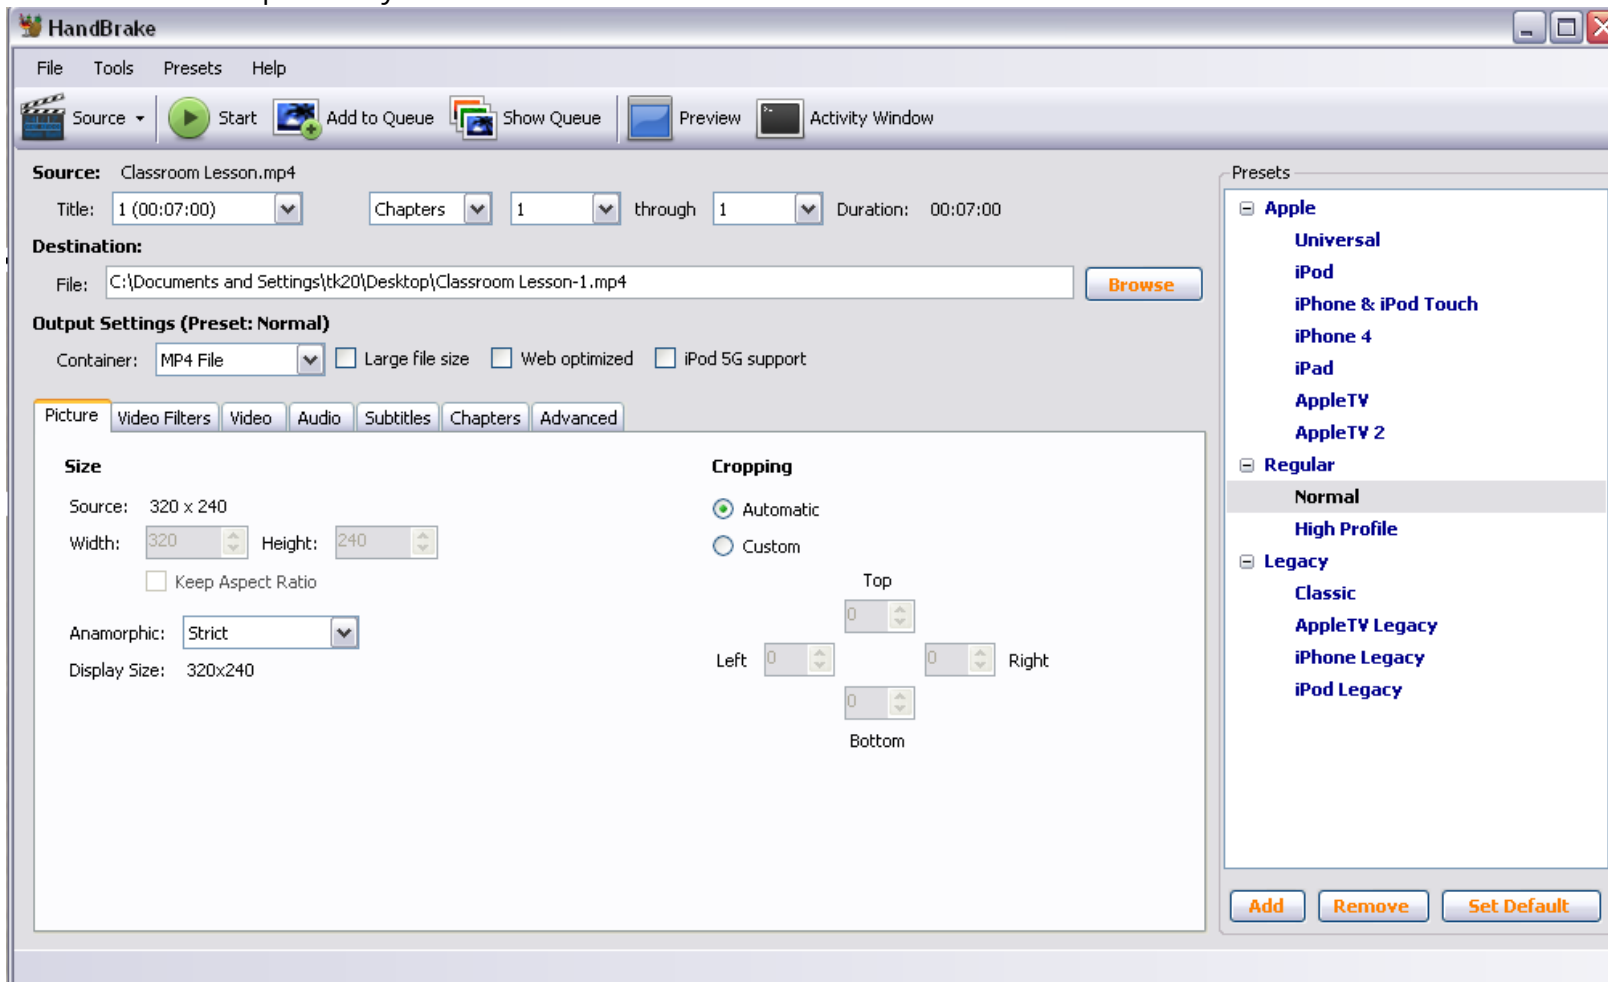 HandBrake
File Tools Presets Help
Source Start Add to Queue Show Queue Preview Activity Window
Source: Classroom Lesson.mp4
Title: 1 (00:07:00) Chapters 1 through 1 Duration: 00:07:00
Destination:
File: C:\Documents and Settings\tk20\Desktop\Classroom Lesson-1.mp4 Browse
Output Settings (Preset: Normal)
Container: MP4 File Large file size Web optimized iPod 5G support
Picture Video Filters Video Audio Subtitles Chapters Advanced
Size
Source: 320 x 240
Width: 320 Height: 240
Keep Aspect Ratio
Anamorphic: Strict
Display Size: 320x240
Cropping
Automatic
Custom
Top
0
Left 0 0 Right
0
Bottom
Presets
Apple
Universal
iPod
iPhone & iPod Touch
iPhone 4
iPad
AppleTV
AppleTV 2
Regular
Normal
High Profile
Legacy
Classic
AppleTV Legacy
iPhone Legacy
iPod Legacy
Add Remove Set Default